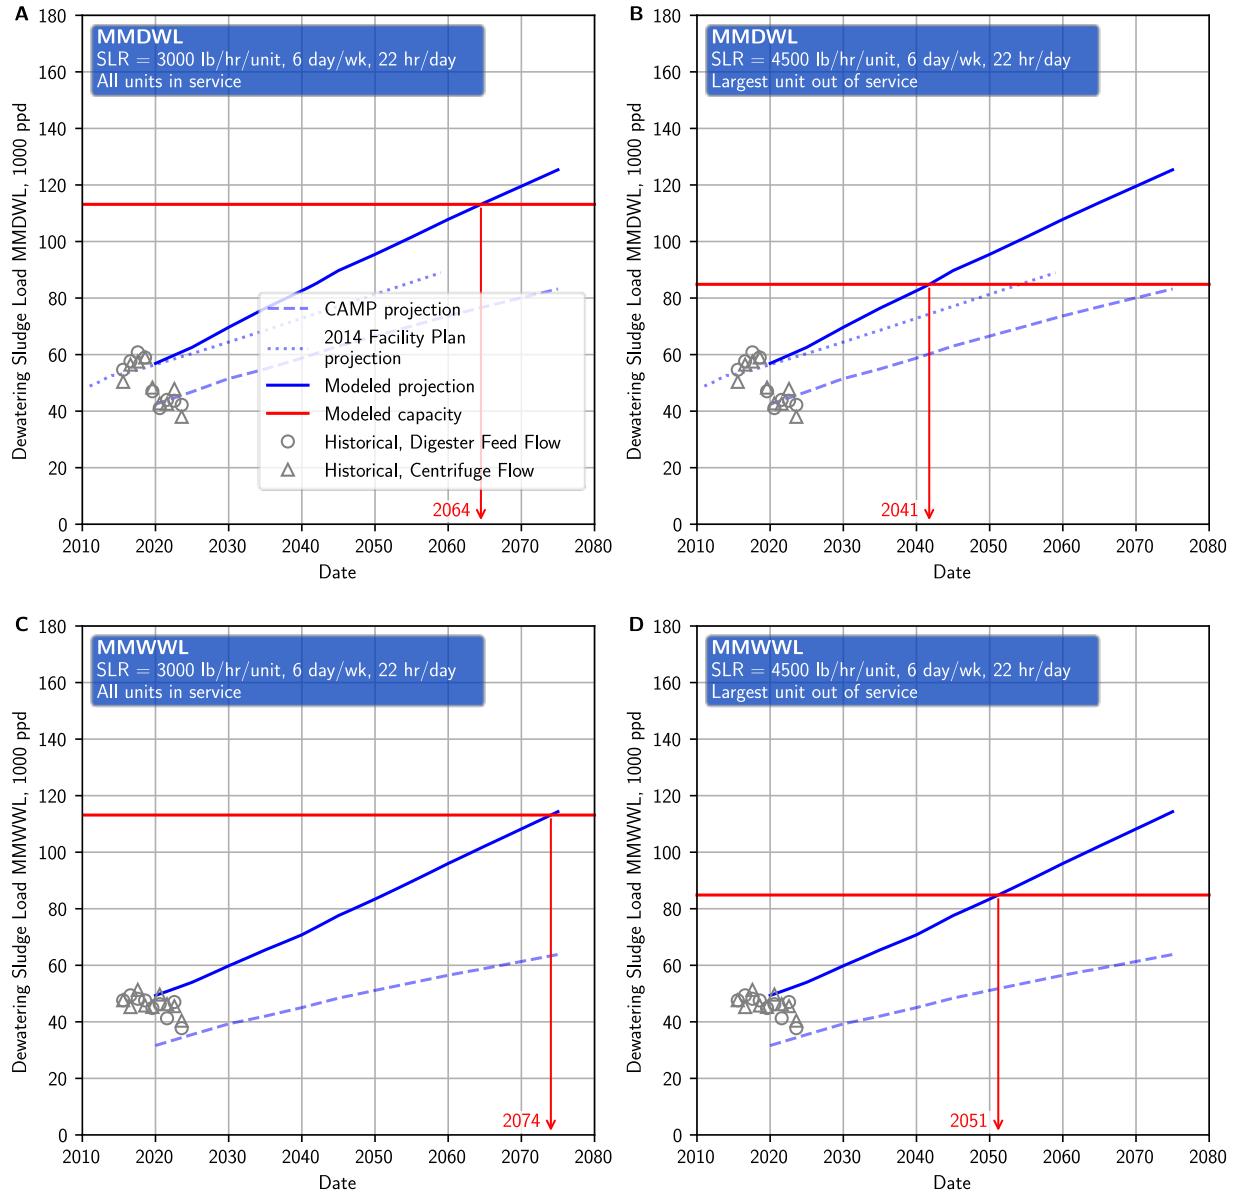 A
MMDWL
SLR = 3000 lb/hr/unit, 6 day/wk, 22 hr/day
All units in service
Dewatering Sludge Load MMDWL, 1000 ppd
180
160
140
120
100
80
60
40
20
0
CAMP projection
2014 Facility Plan
projection
Modeled projection
Modeled capacity
Historical, Digester Feed Flow
Historical, Centrifuge Flow
2064
2010 2020 2030 2040 2050 2060 2070 2080
Date
B
MMDWL
SLR = 4500 lb/hr/unit, 6 day/wk, 22 hr/day
Largest unit out of service
Dewatering Sludge Load MMDWL, 1000 ppd
180
160
140
120
100
80
60
40
20
0
2041
2010 2020 2030 2040 2050 2060 2070 2080
Date
C
MMWWL
SLR = 3000 lb/hr/unit, 6 day/wk, 22 hr/day
All units in service
Dewatering Sludge Load MMWWL, 1000 ppd
180
160
140
120
100
80
60
40
20
0
2074
2010 2020 2030 2040 2050 2060 2070 2080
Date
D
MMWWL
SLR = 4500 lb/hr/unit, 6 day/wk, 22 hr/day
Largest unit out of service
Dewatering Sludge Load MMWWL, 1000 ppd
180
160
140
120
100
80
60
40
20
0
2051
2010 2020 2030 2040 2050 2060 2070 2080
Date